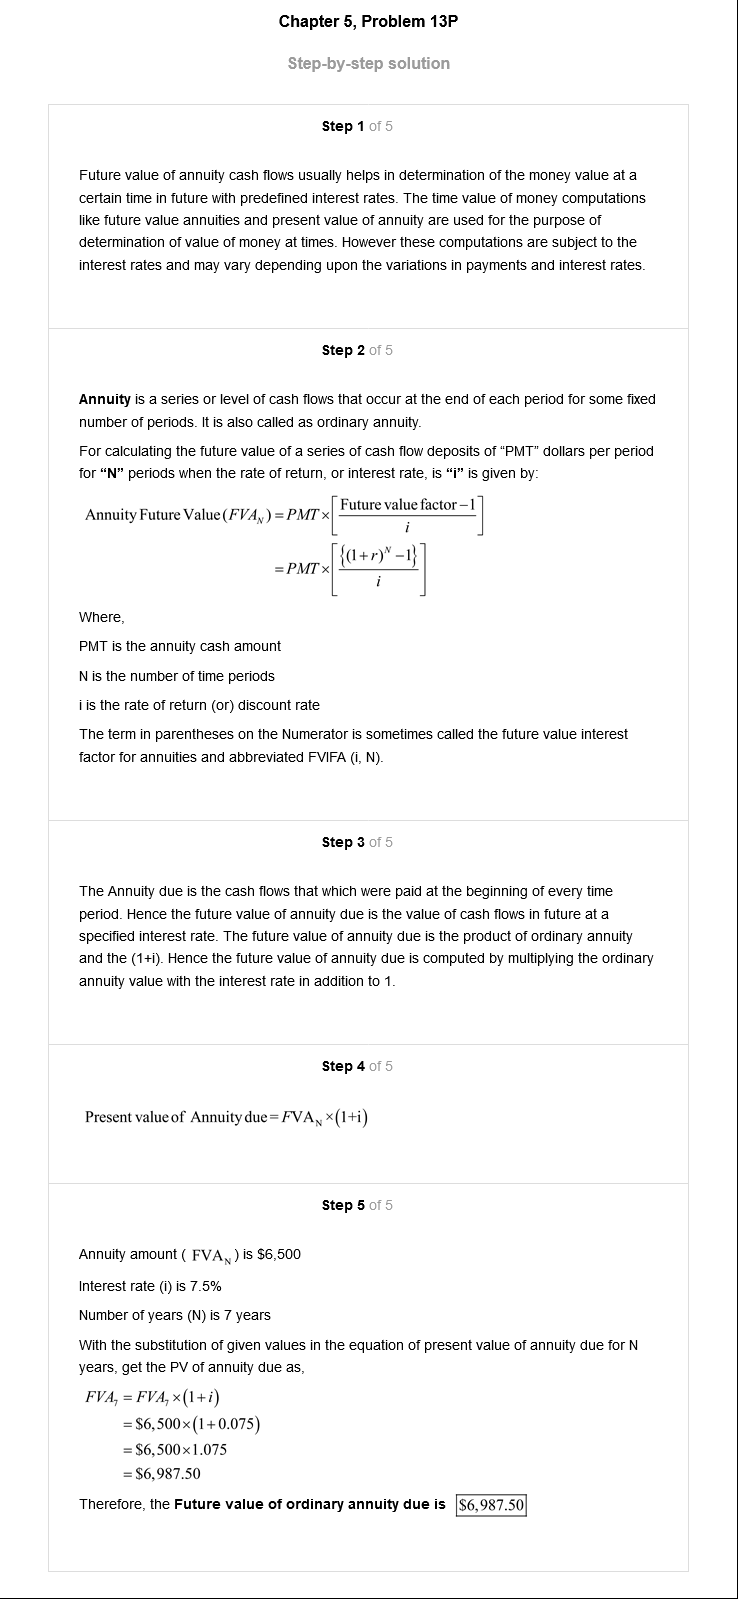 Chapter 5, Problem 13P
Step-by-step solution
Step 1 of 5
Future value of annuity cash flows usually helps in determination of the money value at a
certain time in future with predefined interest rates. The time value of money computations
like future value annuities and present value of annuity are used for the purpose of
determination of value of money at times. However these computations are subject to the
interest rates and may vary depending upon the variations in payments and interest rates.
Step 2 of 5
Annuity is a series or level of cash flows that occur at the end of each period for some fixed
number of periods. It is also called as ordinary annuity.
For calculating the future value of a series of cash flow deposits of “PMT” dollars per period
for “N” periods when the rate of return, or interest rate, is “i” is given by:
Annuity Future Value (FVA_N) = PMT × [(Future value factor – 1) / i]
= PMT × [{(1+r)^N – 1} / i]
Where,
PMT is the annuity cash amount
N is the number of time periods
i is the rate of return (or) discount rate
The term in parentheses on the Numerator is sometimes called the future value interest
factor for annuities and abbreviated FVIFA (i, N).
Step 3 of 5
The Annuity due is the cash flows that which were paid at the beginning of every time
period. Hence the future value of annuity due is the value of cash flows in future at a
specified interest rate. The future value of annuity due is the product of ordinary annuity
and the (1+i). Hence the future value of annuity due is computed by multiplying the ordinary
annuity value with the interest rate in addition to 1.
Step 4 of 5
Present value of Annuity due = FVA_N × (1+i)
Step 5 of 5
Annuity amount ( FVA_N ) is $6,500
Interest rate (i) is 7.5%
Number of years (N) is 7 years
With the substitution of given values in the equation of present value of annuity due for N
years, get the PV of annuity due as,
FVA_7 = FVA_7 × (1+i)
= $6,500 × (1+0.075)
= $6,500 × 1.075
= $6,987.50
Therefore, the Future value of ordinary annuity due is $6,987.50